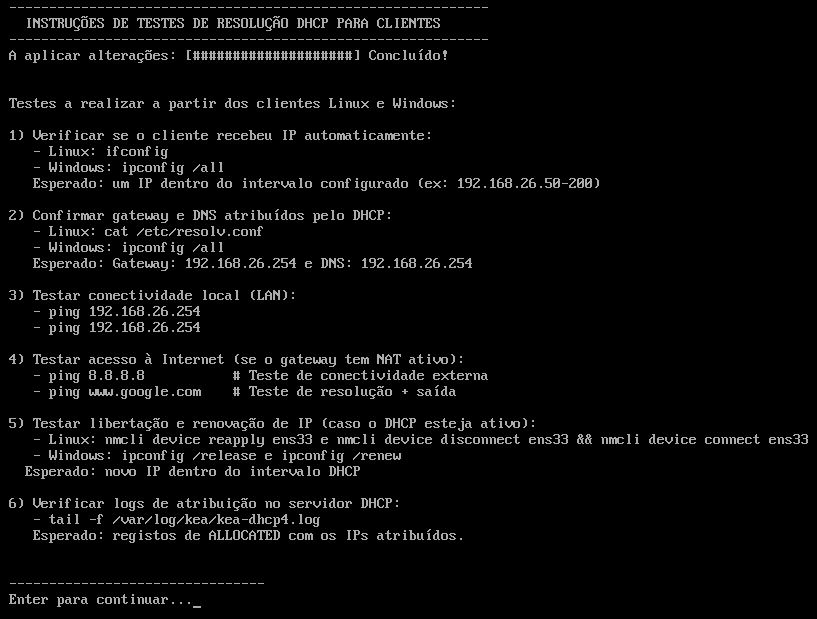 ------------------------------------------------------------
INSTRUÇÕES DE TESTES DE RESOLUÇÃO DHCP PARA CLIENTES
------------------------------------------------------------
A aplicar alterações: [####################] Concluído!
Testes a realizar a partir dos clientes Linux e Windows:
1) Verificar se o cliente recebeu IP automaticamente:
- Linux: ifconfig
- Windows: ipconfig /all
Esperado: um IP dentro do intervalo configurado (ex: 192.168.26.50-200)
2) Confirmar gateway e DNS atribuídos pelo DHCP:
- Linux: cat /etc/resolv.conf
- Windows: ipconfig /all
Esperado: Gateway: 192.168.26.254 e DNS: 192.168.26.254
3) Testar conectividade local (LAN):
- ping 192.168.26.254
- ping 192.168.26.254
4) Testar acesso à Internet (se o gateway tem NAT ativo):
- ping 8.8.8.8           # Teste de conectividade externa
- ping www.google.com    # Teste de resolução + saída
5) Testar libertação e renovação de IP (caso o DHCP esteja ativo):
- Linux: nmcli device reapply ens33 e nmcli device disconnect ens33 && nmcli device connect ens33
- Windows: ipconfig /release e ipconfig /renew
Esperado: novo IP dentro do intervalo DHCP
6) Verificar logs de atribuição no servidor DHCP:
- tail -f /var/log/kea/kea-dhcp4.log
Esperado: registos de ALLOCATED com os IPs atribuídos.
--------------------------------
Enter para continuar..._